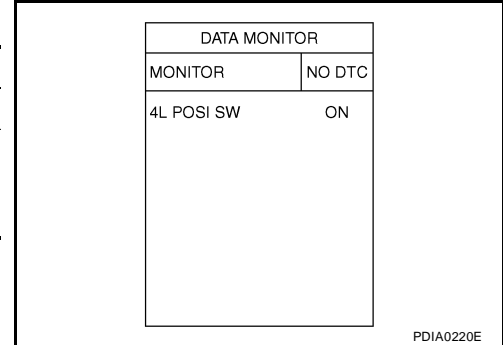 DATA MONITOR
MONITOR NO DTC
4L POSI SW ON
PDIA0220E